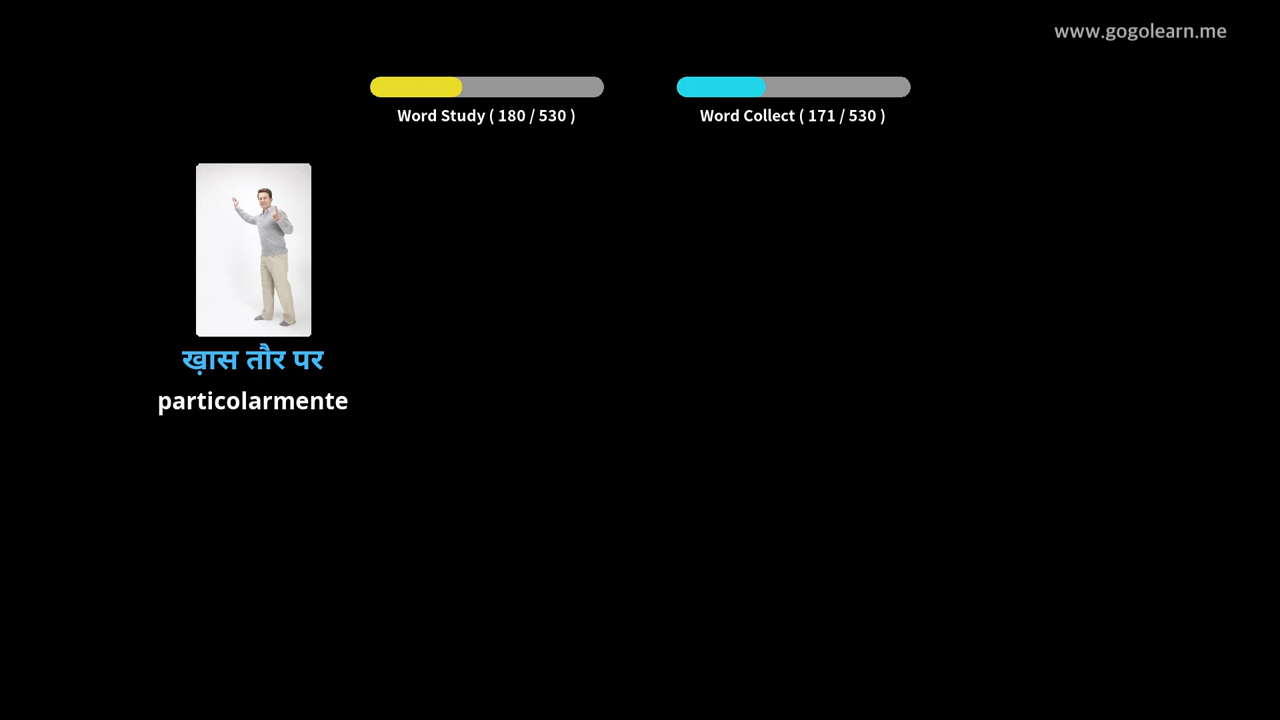 www.gogolearn.me
Word Study ( 180 / 530 )
Word Collect ( 171 / 530 )
ख़ास तौर पर
particolarmente